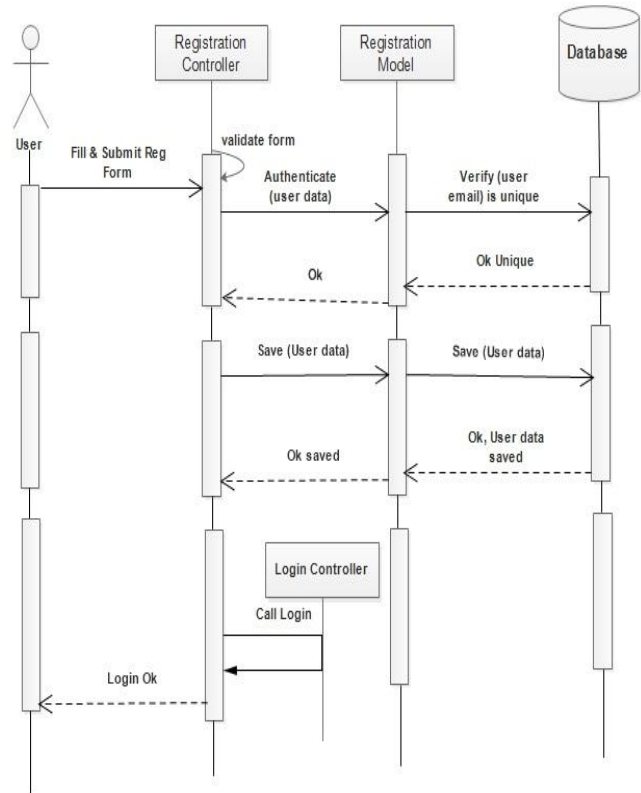 Registration
Controller
Registration
Model
Database
User
validate form
Fill & Submit Reg
Form
Authenticate
(user data)
Verify (user
email) is unique
Ok
Ok Unique
Save (User data)
Save (User data)
Ok saved
Ok, User data
saved
Login Controller
Call Login
Login Ok